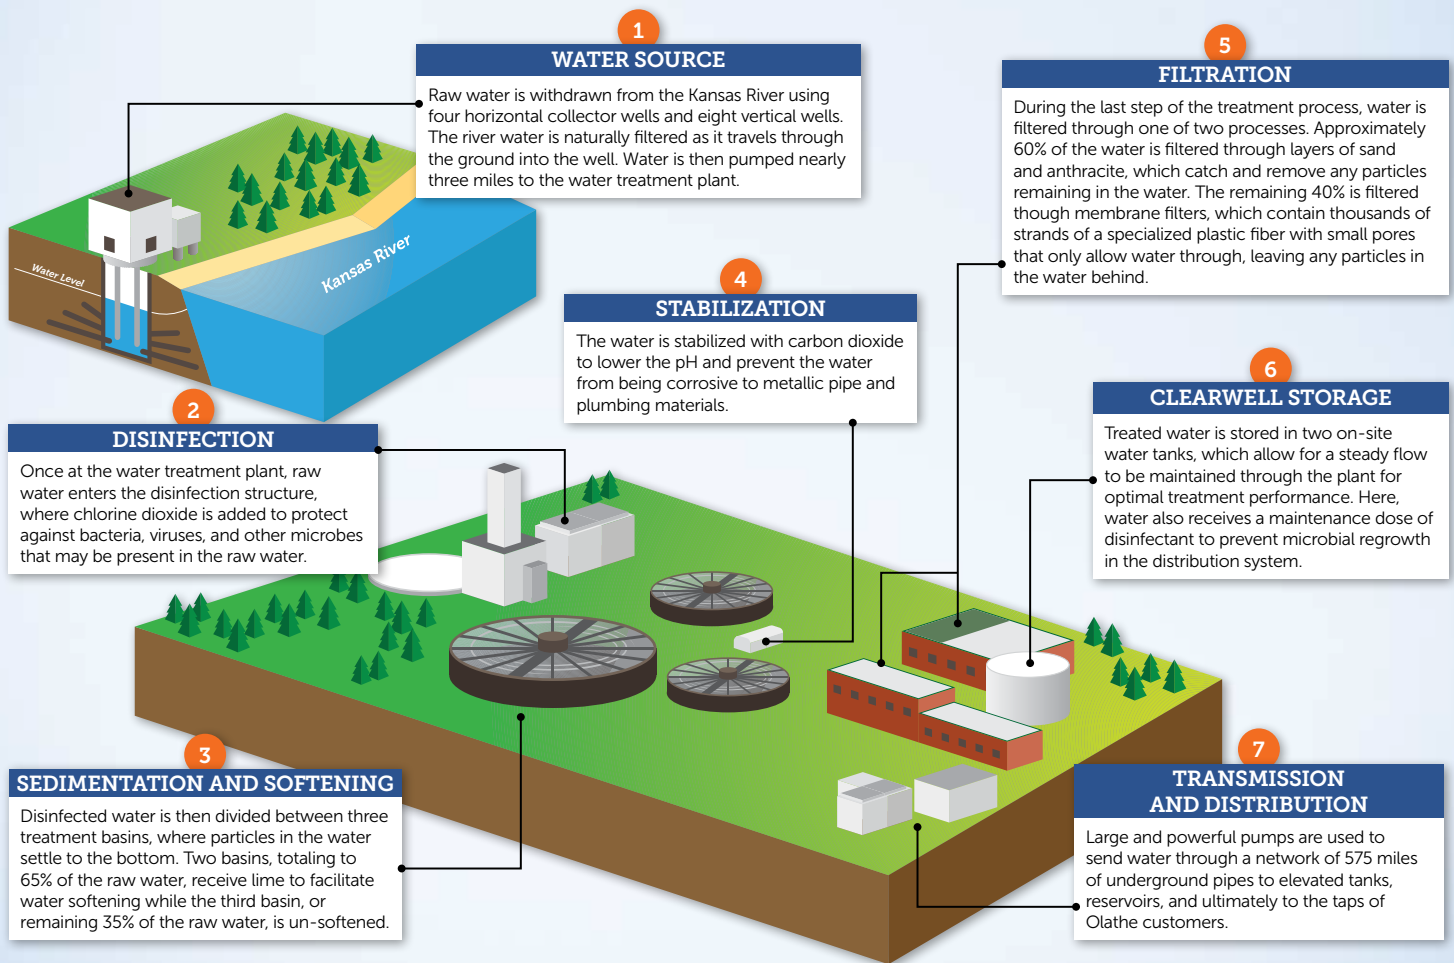 1
WATER SOURCE
Raw water is withdrawn from the Kansas River using
four horizontal collector wells and eight vertical wells.
The river water is naturally filtered as it travels through
the ground into the well. Water is then pumped nearly
three miles to the water treatment plant.
Water Level
Kansas River
2
DISINFECTION
Once at the water treatment plant, raw
water enters the disinfection structure,
where chlorine dioxide is added to protect
against bacteria, viruses, and other microbes
that may be present in the raw water.
3
SEDIMENTATION AND SOFTENING
Disinfected water is then divided between three
treatment basins, where particles in the water
settle to the bottom. Two basins, totaling to
65% of the raw water, receive lime to facilitate
water softening while the third basin, or
remaining 35% of the raw water, is un-softened.
4
STABILIZATION
The water is stabilized with carbon dioxide
to lower the pH and prevent the water
from being corrosive to metallic pipe and
plumbing materials.
5
FILTRATION
During the last step of the treatment process, water is
filtered through one of two processes. Approximately
60% of the water is filtered through layers of sand
and anthracite, which catch and remove any particles
remaining in the water. The remaining 40% is filtered
though membrane filters, which contain thousands of
strands of a specialized plastic fiber with small pores
that only allow water through, leaving any particles in
the water behind.
6
CLEARWELL STORAGE
Treated water is stored in two on-site
water tanks, which allow for a steady flow
to be maintained through the plant for
optimal treatment performance. Here,
water also receives a maintenance dose of
disinfectant to prevent microbial regrowth
in the distribution system.
7
TRANSMISSION
AND DISTRIBUTION
Large and powerful pumps are used to
send water through a network of 575 miles
of underground pipes to elevated tanks,
reservoirs, and ultimately to the taps of
Olathe customers.